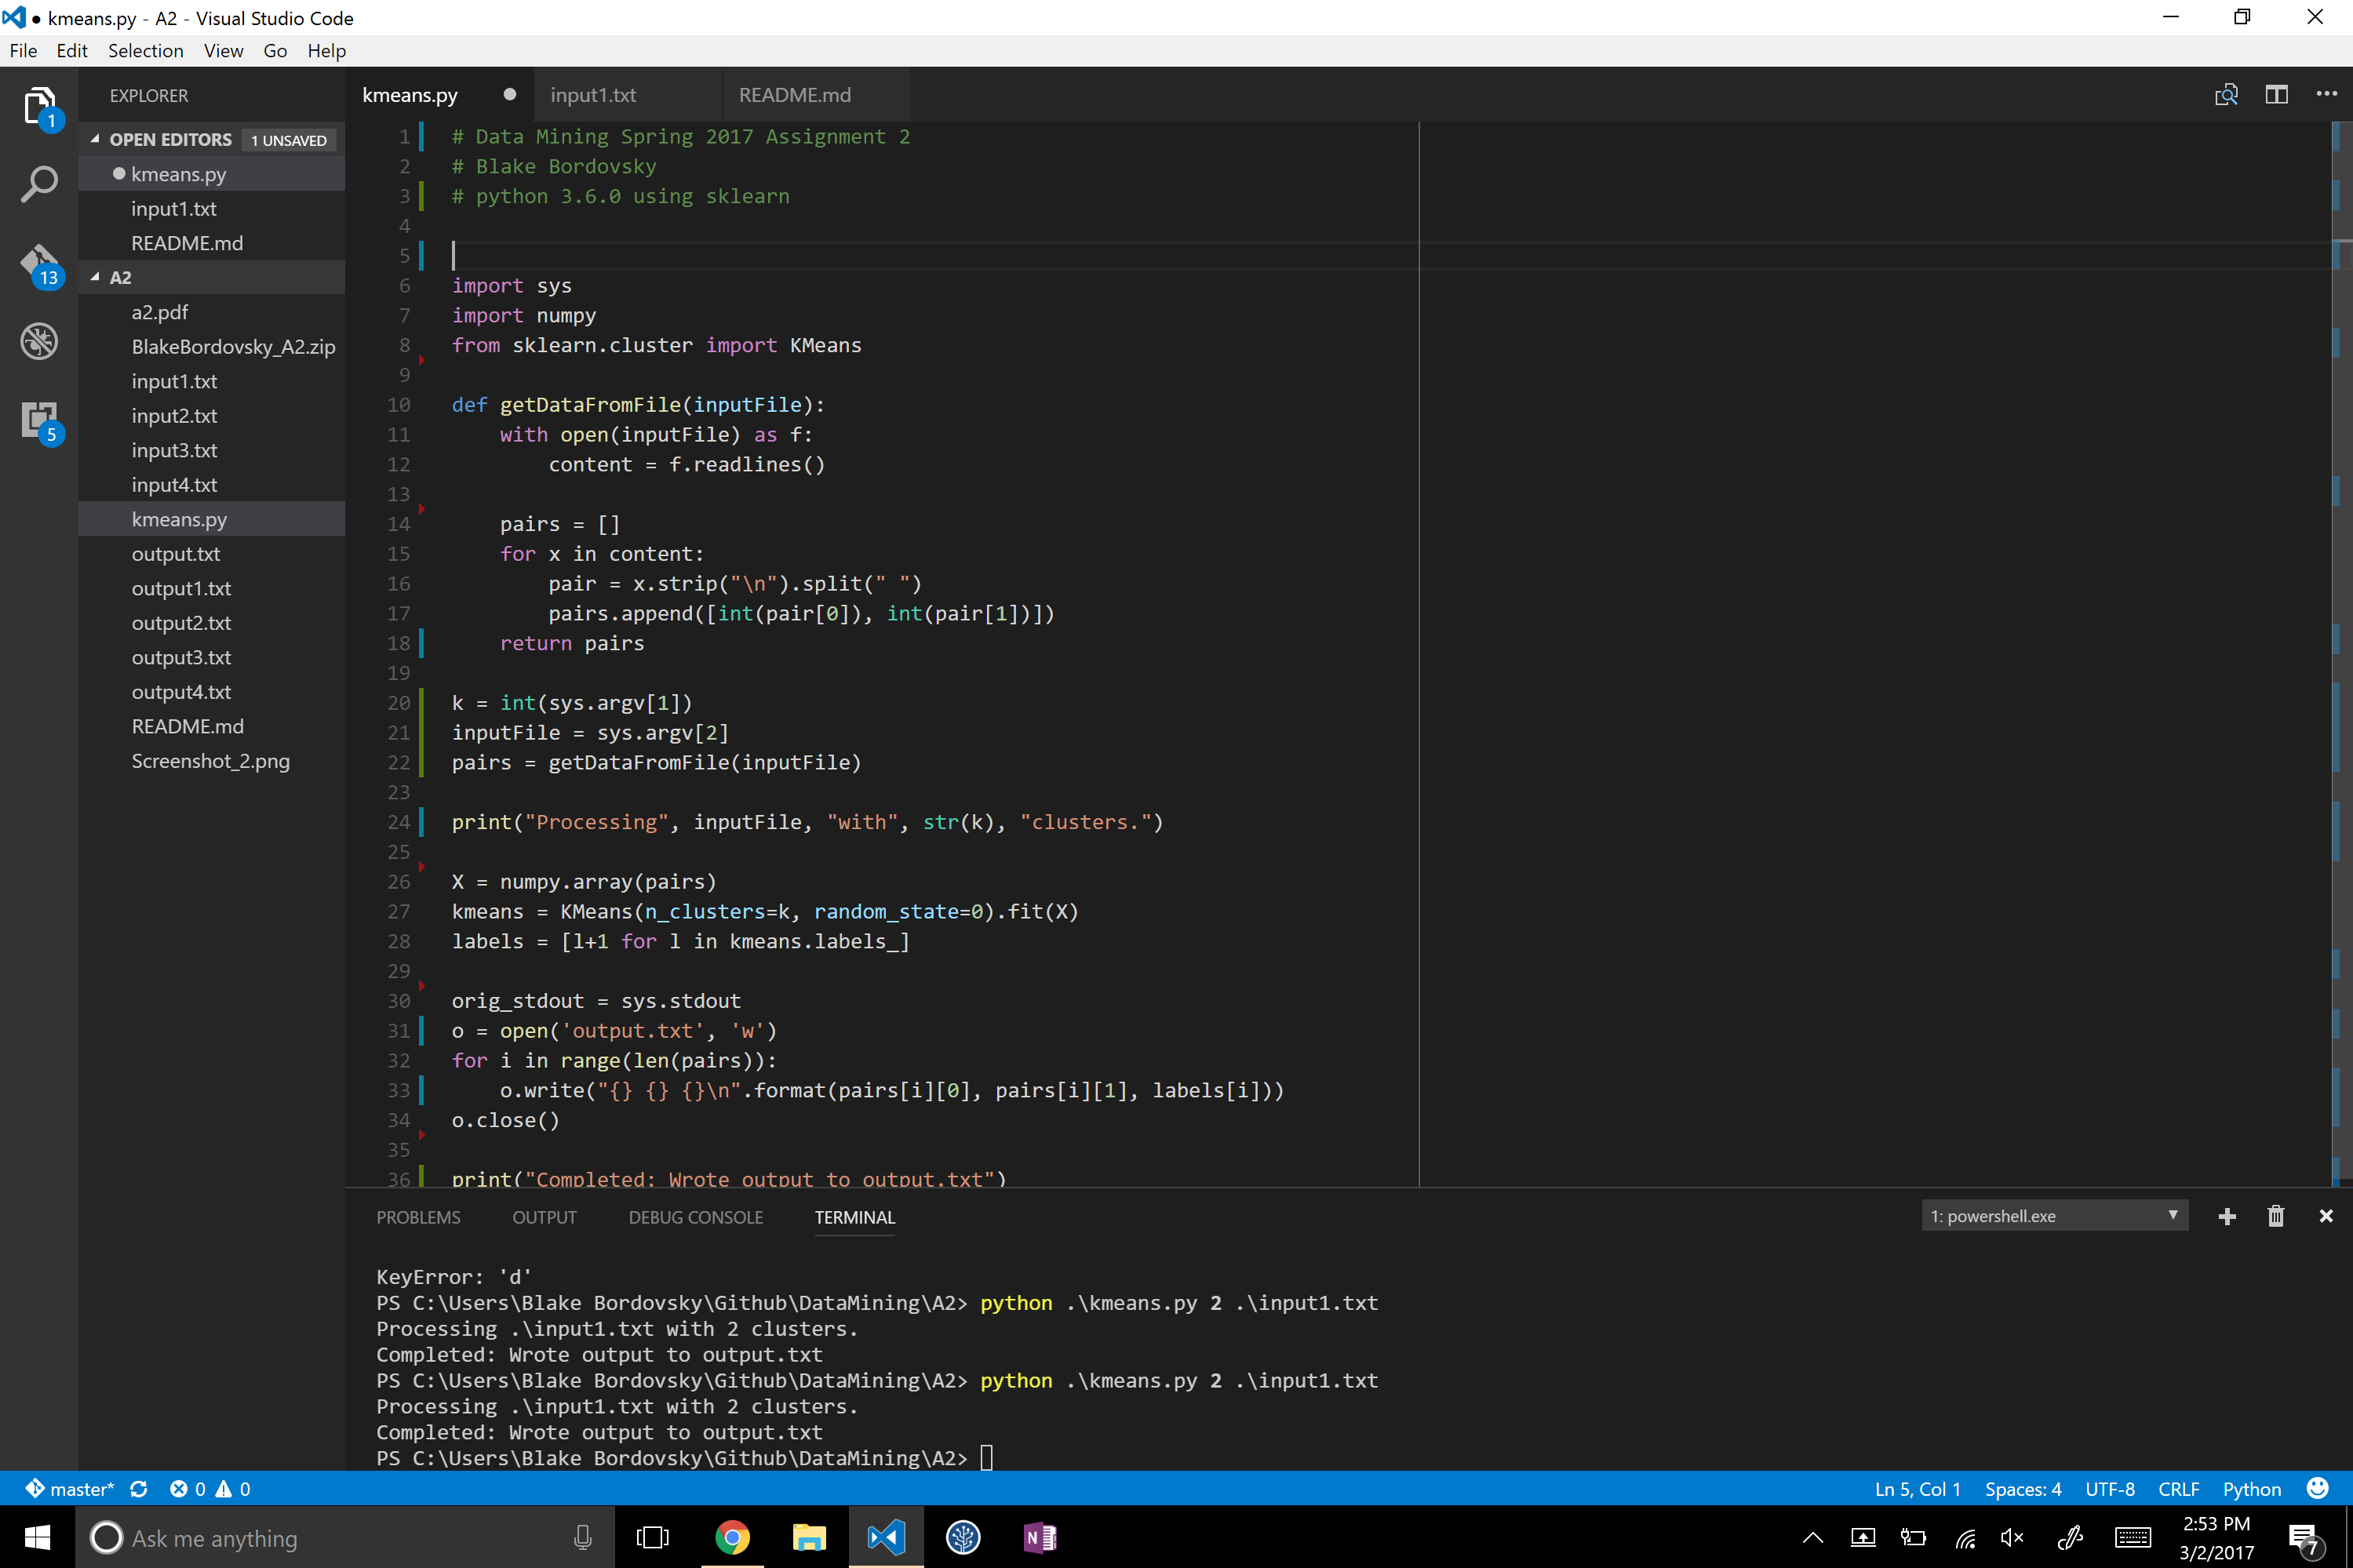 kmeans.py - A2 - Visual Studio Code
File Edit Selection View Go Help
1
13
5
EXPLORER
OPEN EDITORS 1 UNSAVED
kmeans.py
input1.txt
README.md
A2
a2.pdf
BlakeBordovsky_A2.zip
input1.txt
input2.txt
input3.txt
input4.txt
kmeans.py
output.txt
output1.txt
output2.txt
output3.txt
output4.txt
README.md
Screenshot_2.png
kmeans.py input1.txt README.md
1 # Data Mining Spring 2017 Assignment 2
2 # Blake Bordovsky
3 # python 3.6.0 using sklearn
4
5
6 import sys
7 import numpy
8 from sklearn.cluster import KMeans
9
10 def getDataFromFile(inputFile):
11     with open(inputFile) as f:
12         content = f.readlines()
13
14     pairs = []
15     for x in content:
16         pair = x.strip("\n").split(" ")
17         pairs.append([int(pair[0]), int(pair[1])])
18     return pairs
19
20 k = int(sys.argv[1])
21 inputFile = sys.argv[2]
22 pairs = getDataFromFile(inputFile)
23
24 print("Processing", inputFile, "with", str(k), "clusters.")
25
26 X = numpy.array(pairs)
27 kmeans = KMeans(n_clusters=k, random_state=0).fit(X)
28 labels = [l+1 for l in kmeans.labels_]
29
30 orig_stdout = sys.stdout
31 o = open('output.txt', 'w')
32 for i in range(len(pairs)):
33     o.write("{} {} {}\n".format(pairs[i][0], pairs[i][1], labels[i]))
34 o.close()
35
36 print("Completed: Wrote output to output.txt")
PROBLEMS OUTPUT DEBUG CONSOLE TERMINAL 1: powershell.exe
KeyError: 'd'
PS C:\Users\Blake Bordovsky\Github\DataMining\A2> python .\kmeans.py 2 .\input1.txt
Processing .\input1.txt with 2 clusters.
Completed: Wrote output to output.txt
PS C:\Users\Blake Bordovsky\Github\DataMining\A2> python .\kmeans.py 2 .\input1.txt
Processing .\input1.txt with 2 clusters.
Completed: Wrote output to output.txt
PS C:\Users\Blake Bordovsky\Github\DataMining\A2>
master* 0 0 Ln 5, Col 1 Spaces: 4 UTF-8 CRLF Python
Ask me anything
N
2:53 PM
3/2/2017
7